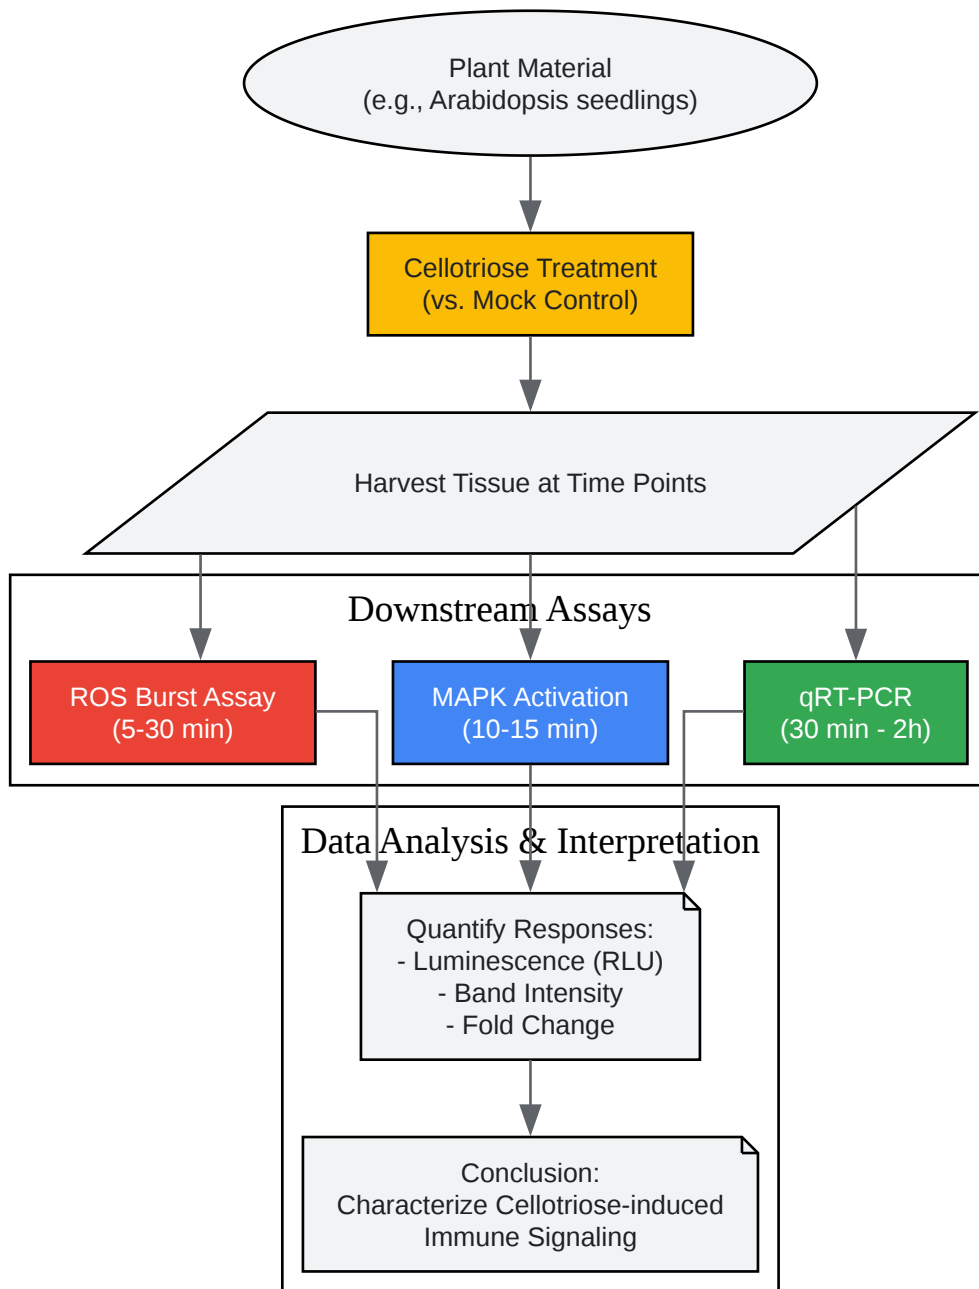 Plant Material
(e.g., Arabidopsis seedlings)
Cellotriose Treatment
(vs. Mock Control)
Harvest Tissue at Time Points
Downstream Assays
ROS Burst Assay
(5-30 min)
MAPK Activation
(10-15 min)
qRT-PCR
(30 min - 2h)
Data Analysis & Interpretation
Quantify Responses:
- Luminescence (RLU)
- Band Intensity
- Fold Change
Conclusion:
Characterize Cellotriose-induced
Immune Signaling